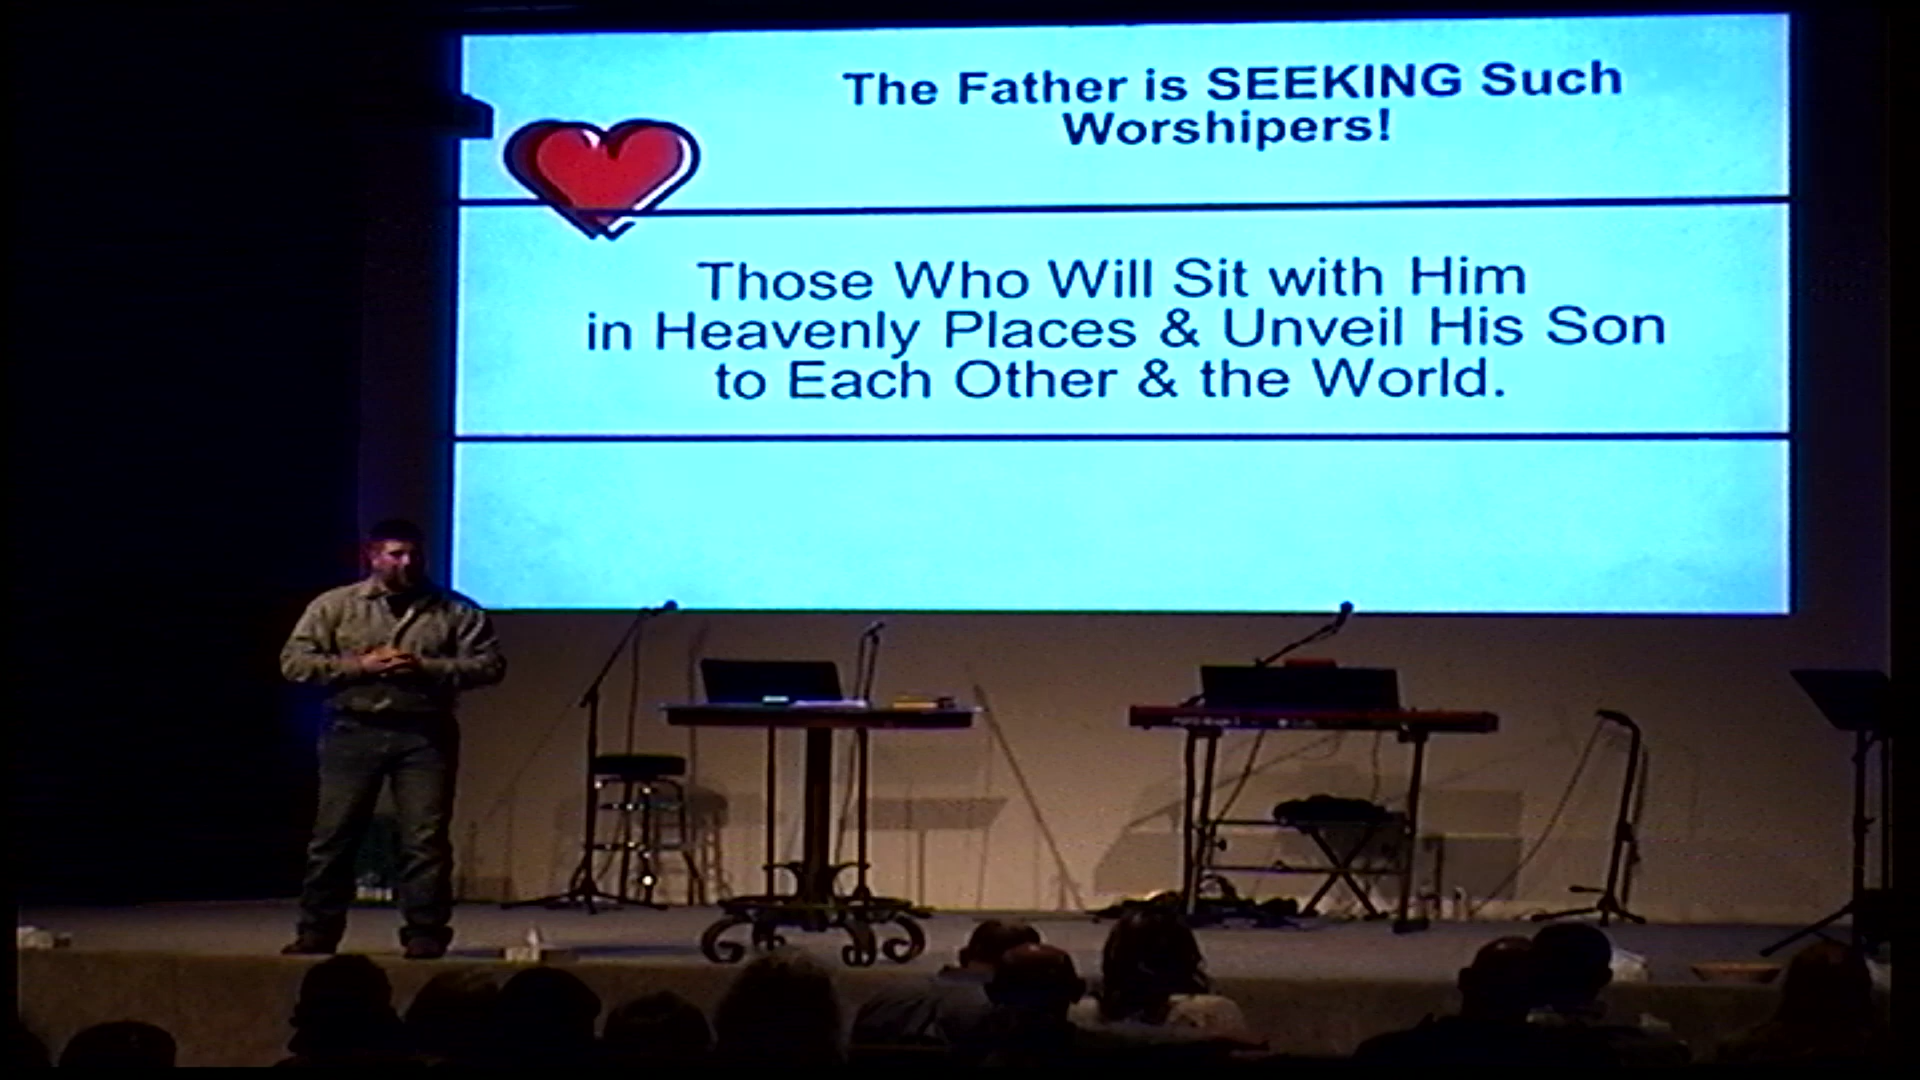 The Father is SEEKING Such
Worshipers!
Those Who Will Sit with Him
in Heavenly Places & Unveil His Son
to Each Other & the World.